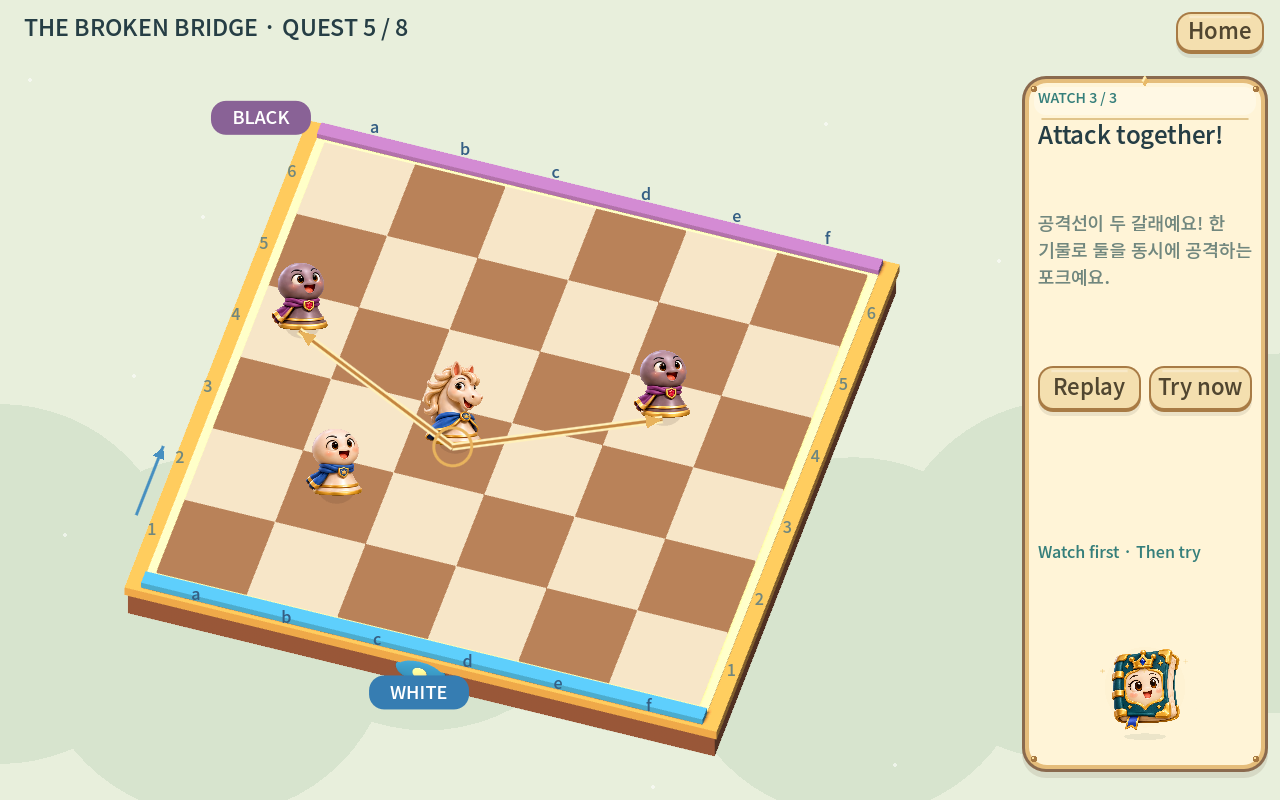 THE BROKEN BRIDGE · QUEST 5 / 8
Home
BLACK
a
b
c
d
e
f
6
5
4
3
2
1
6
5
4
3
2
1
a
b
c
d
e
f
WHITE
WATCH 3 / 3
Attack together!
공격선이 두 갈래예요! 한
기물로 둘을 동시에 공격하는
포크예요.
Replay
Try now
Watch first · Then try